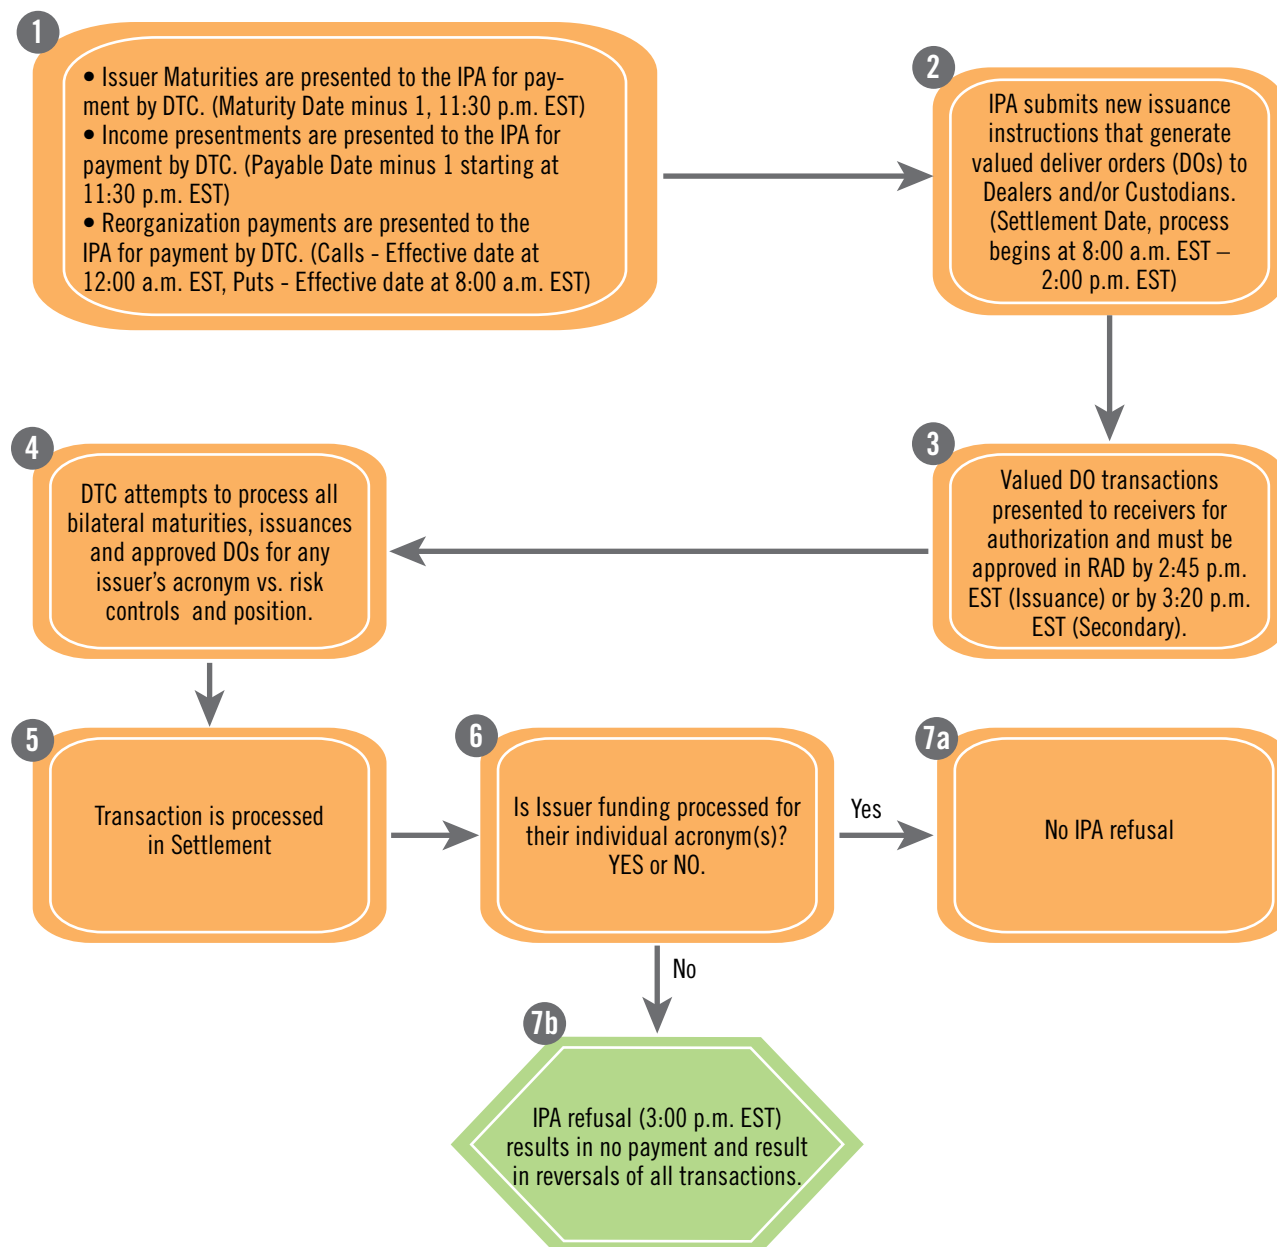 1
• Issuer Maturities are presented to the IPA for pay-
ment by DTC. (Maturity Date minus 1, 11:30 p.m. EST)
• Income presentments are presented to the IPA for
payment by DTC. (Payable Date minus 1 starting at
11:30 p.m. EST)
• Reorganization payments are presented to the
IPA for payment by DTC. (Calls - Effective date at
12:00 a.m. EST, Puts - Effective date at 8:00 a.m. EST)
2
IPA submits new issuance
instructions that generate
valued deliver orders (DOs) to
Dealers and/or Custodians.
(Settlement Date, process
begins at 8:00 a.m. EST –
2:00 p.m. EST)
3
Valued DO transactions
presented to receivers for
authorization and must be
approved in RAD by 2:45 p.m.
EST (Issuance) or by 3:20 p.m.
EST (Secondary).
4
DTC attempts to process all
bilateral maturities, issuances
and approved DOs for any
issuer’s acronym vs. risk
controls and position.
5
Transaction is processed
in Settlement
6
Is Issuer funding processed for
their individual acronym(s)?
YES or NO.
Yes
7a
No IPA refusal
No
7b
IPA refusal (3:00 p.m. EST)
results in no payment and result
in reversals of all transactions.